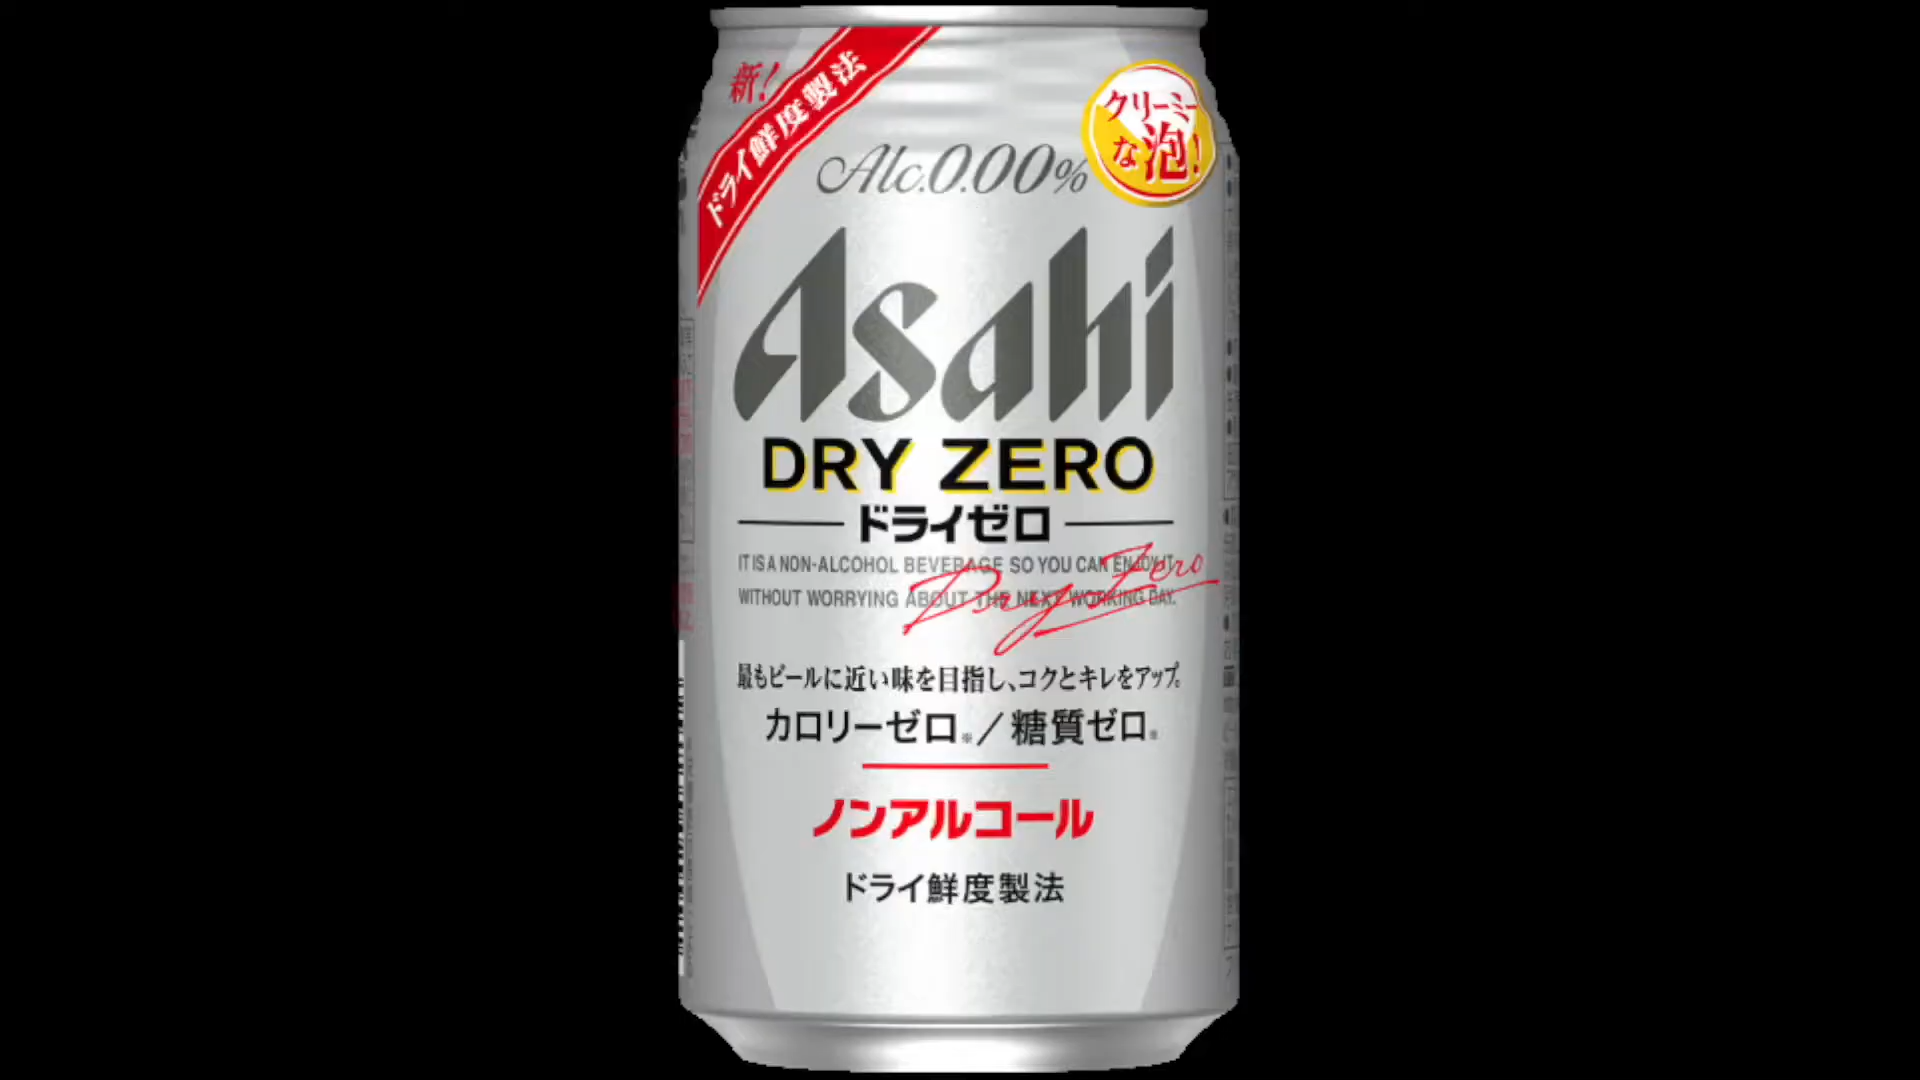 新!
ドライ鮮度製法
クリーミー
な泡!
Alc.0.00%
Asahi
DRY ZERO
ドライゼロ
IT IS A NON-ALCOHOL BEVERAGE SO YOU CAN ENJOY IT
WITHOUT WORRYING ABOUT THE NEXT WORKING DAY.
Dry Zero
最もビールに近い味を目指し、コクとキレをアップ。
カロリーゼロ※/糖質ゼロ※
ノンアルコール
ドライ鮮度製法